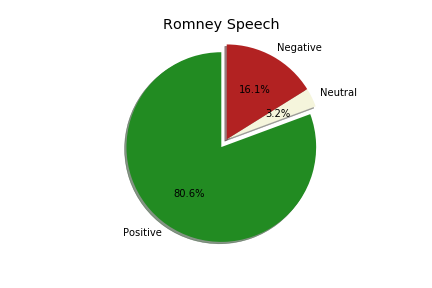 Romney Speech
Negative
16.1%
Neutral
3.2%
80.6%
Positive